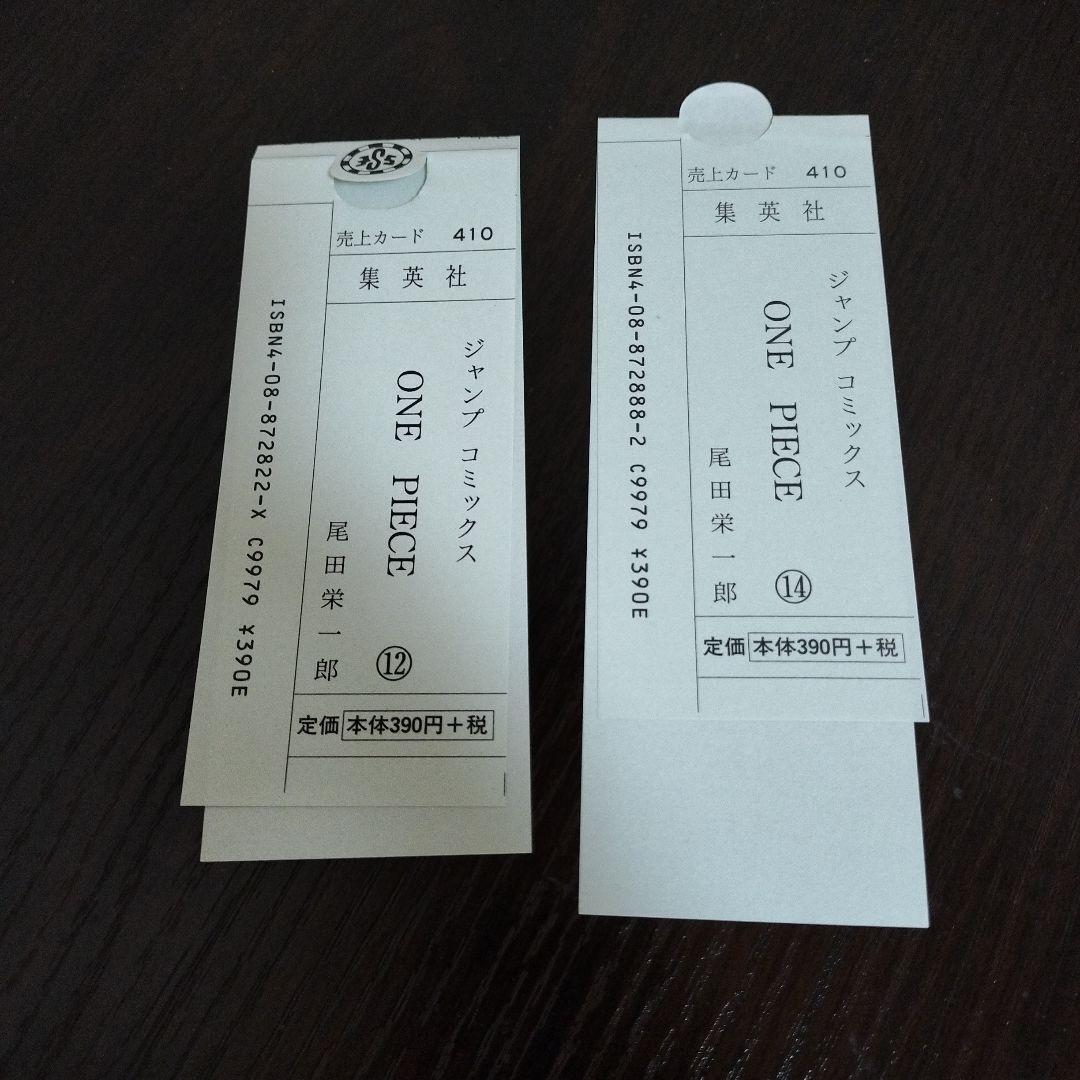 売上カード 410
集英社
ジャンプ コミックス
ONE PIECE ⑫
尾田栄一郎
定価 本体390円+税
ISBN4-08-872822-X C9979 ¥390E
売上カード 410
集英社
ジャンプ コミックス
ONE PIECE ⑭
尾田栄一郎
定価 本体390円+税
ISBN4-08-872888-2 C9979 ¥390E